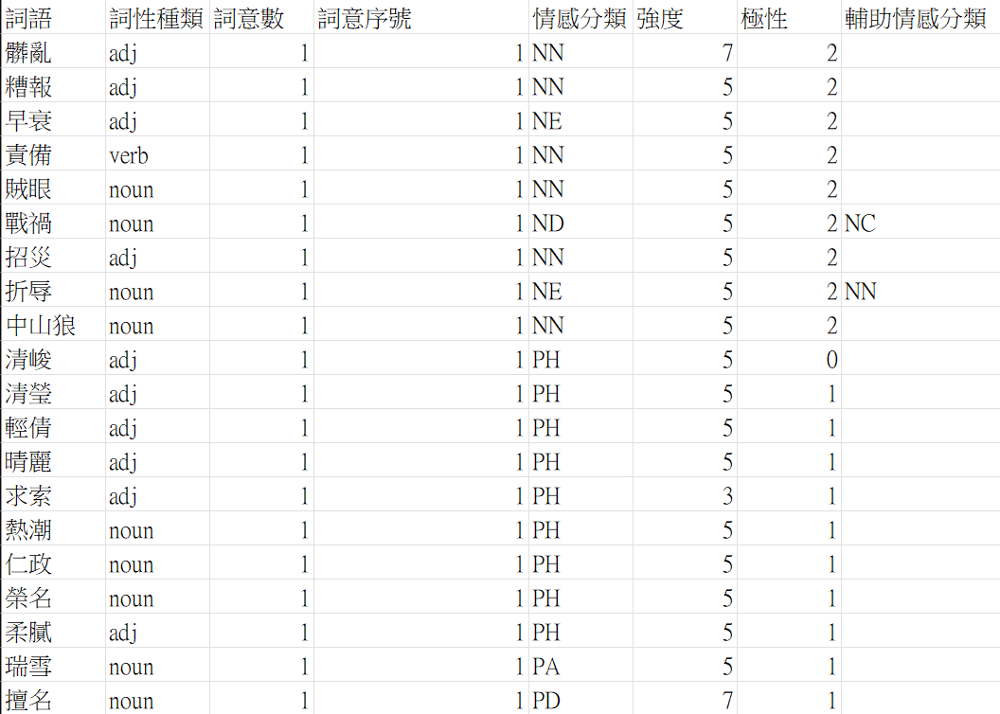 詞語 詞性種類 詞意數 詞意序號 情感分類 強度 極性 輔助情感分類
髒亂 adj 1 1 NN 7 2
糟報 adj 1 1 NN 5 2
早衰 adj 1 1 NE 5 2
責備 verb 1 1 NN 5 2
賊眼 noun 1 1 NN 5 2
戰禍 noun 1 1 ND 5 2 NC
招災 adj 1 1 NN 5 2
折辱 noun 1 1 NE 5 2 NN
中山狼 noun 1 1 NN 5 2
清峻 adj 1 1 PH 5 0
清瑩 adj 1 1 PH 5 1
輕倩 adj 1 1 PH 5 1
晴麗 adj 1 1 PH 5 1
求索 adj 1 1 PH 3 1
熱潮 noun 1 1 PH 5 1
仁政 noun 1 1 PH 5 1
榮名 noun 1 1 PH 5 1
柔膩 adj 1 1 PH 5 1
瑞雪 noun 1 1 PA 5 1
擅名 noun 1 1 PD 7 1